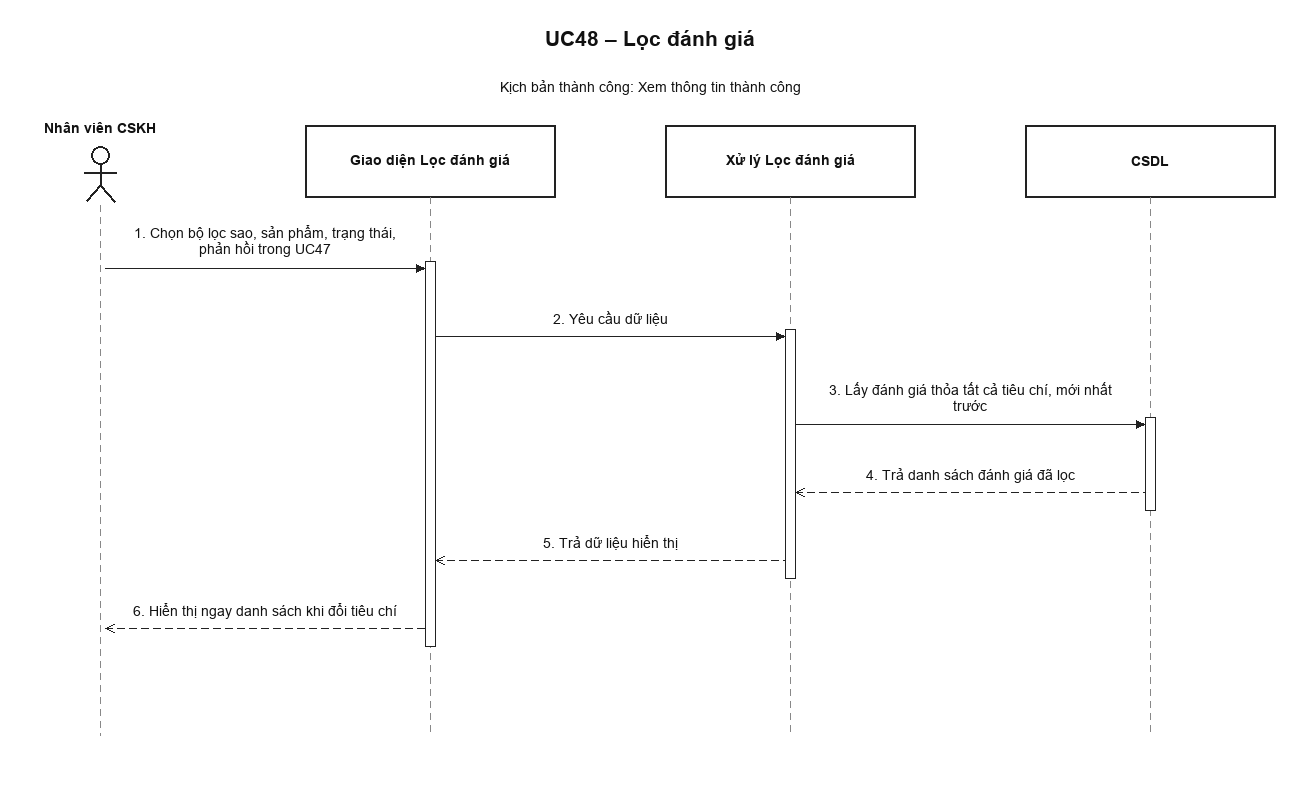 UC48 – Lọc đánh giá
Kịch bản thành công: Xem thông tin thành công
Nhân viên CSKH
Giao diện Lọc đánh giá
Xử lý Lọc đánh giá
CSDL
1. Chọn bộ lọc sao, sản phẩm, trạng thái,
phản hồi trong UC47
2. Yêu cầu dữ liệu
3. Lấy đánh giá thỏa tất cả tiêu chí, mới nhất
trước
4. Trả danh sách đánh giá đã lọc
5. Trả dữ liệu hiển thị
6. Hiển thị ngay danh sách khi đổi tiêu chí